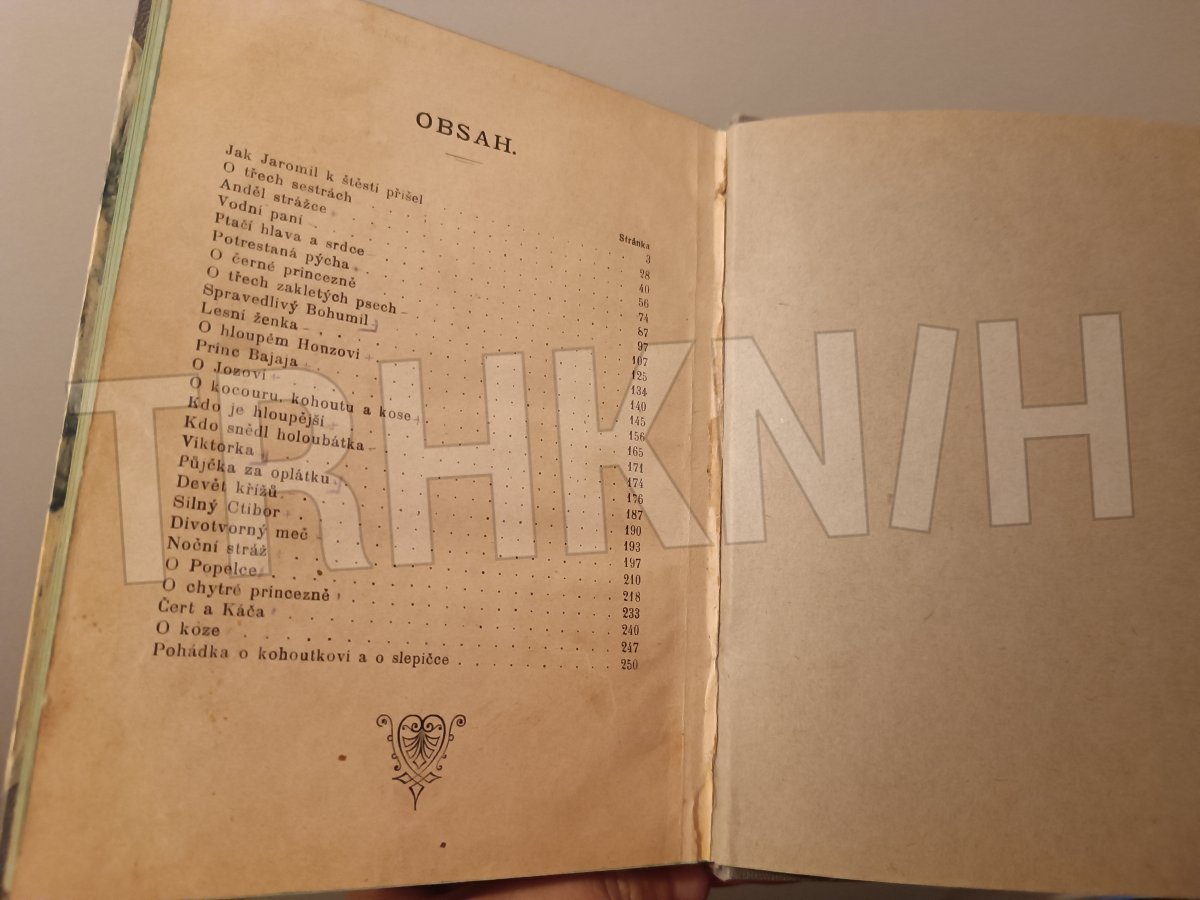 OBSAH.
Stránka
Jak Jaromil k štěstí přišel 3
O třech sestrách 28
Anděl strážce 40
Vodní paní 56
Ptačí hlava a srdce 74
Potrestaná pýcha 87
O černé princezně 97
O třech zakletých psech 107
Spravedlivý Bohumil 125
Lesní ženka 134
O hloupém Honzovi 140
Princ Bajaja 145
O Jozovi 156
O kocouru, kohoutu a kose 165
Kdo je hloupější 171
Kdo snědl holoubátka 174
Viktorka 176
Půjčka za oplátku 187
Devět křížů 190
Silný Ctibor 193
Divotvorný meč 197
Noční stráž 210
O Popelce 218
O chytré princezně 233
Čert a Káča 240
O koze 247
Pohádka o kohoutkovi a o slepičce 250
TRHKNIH